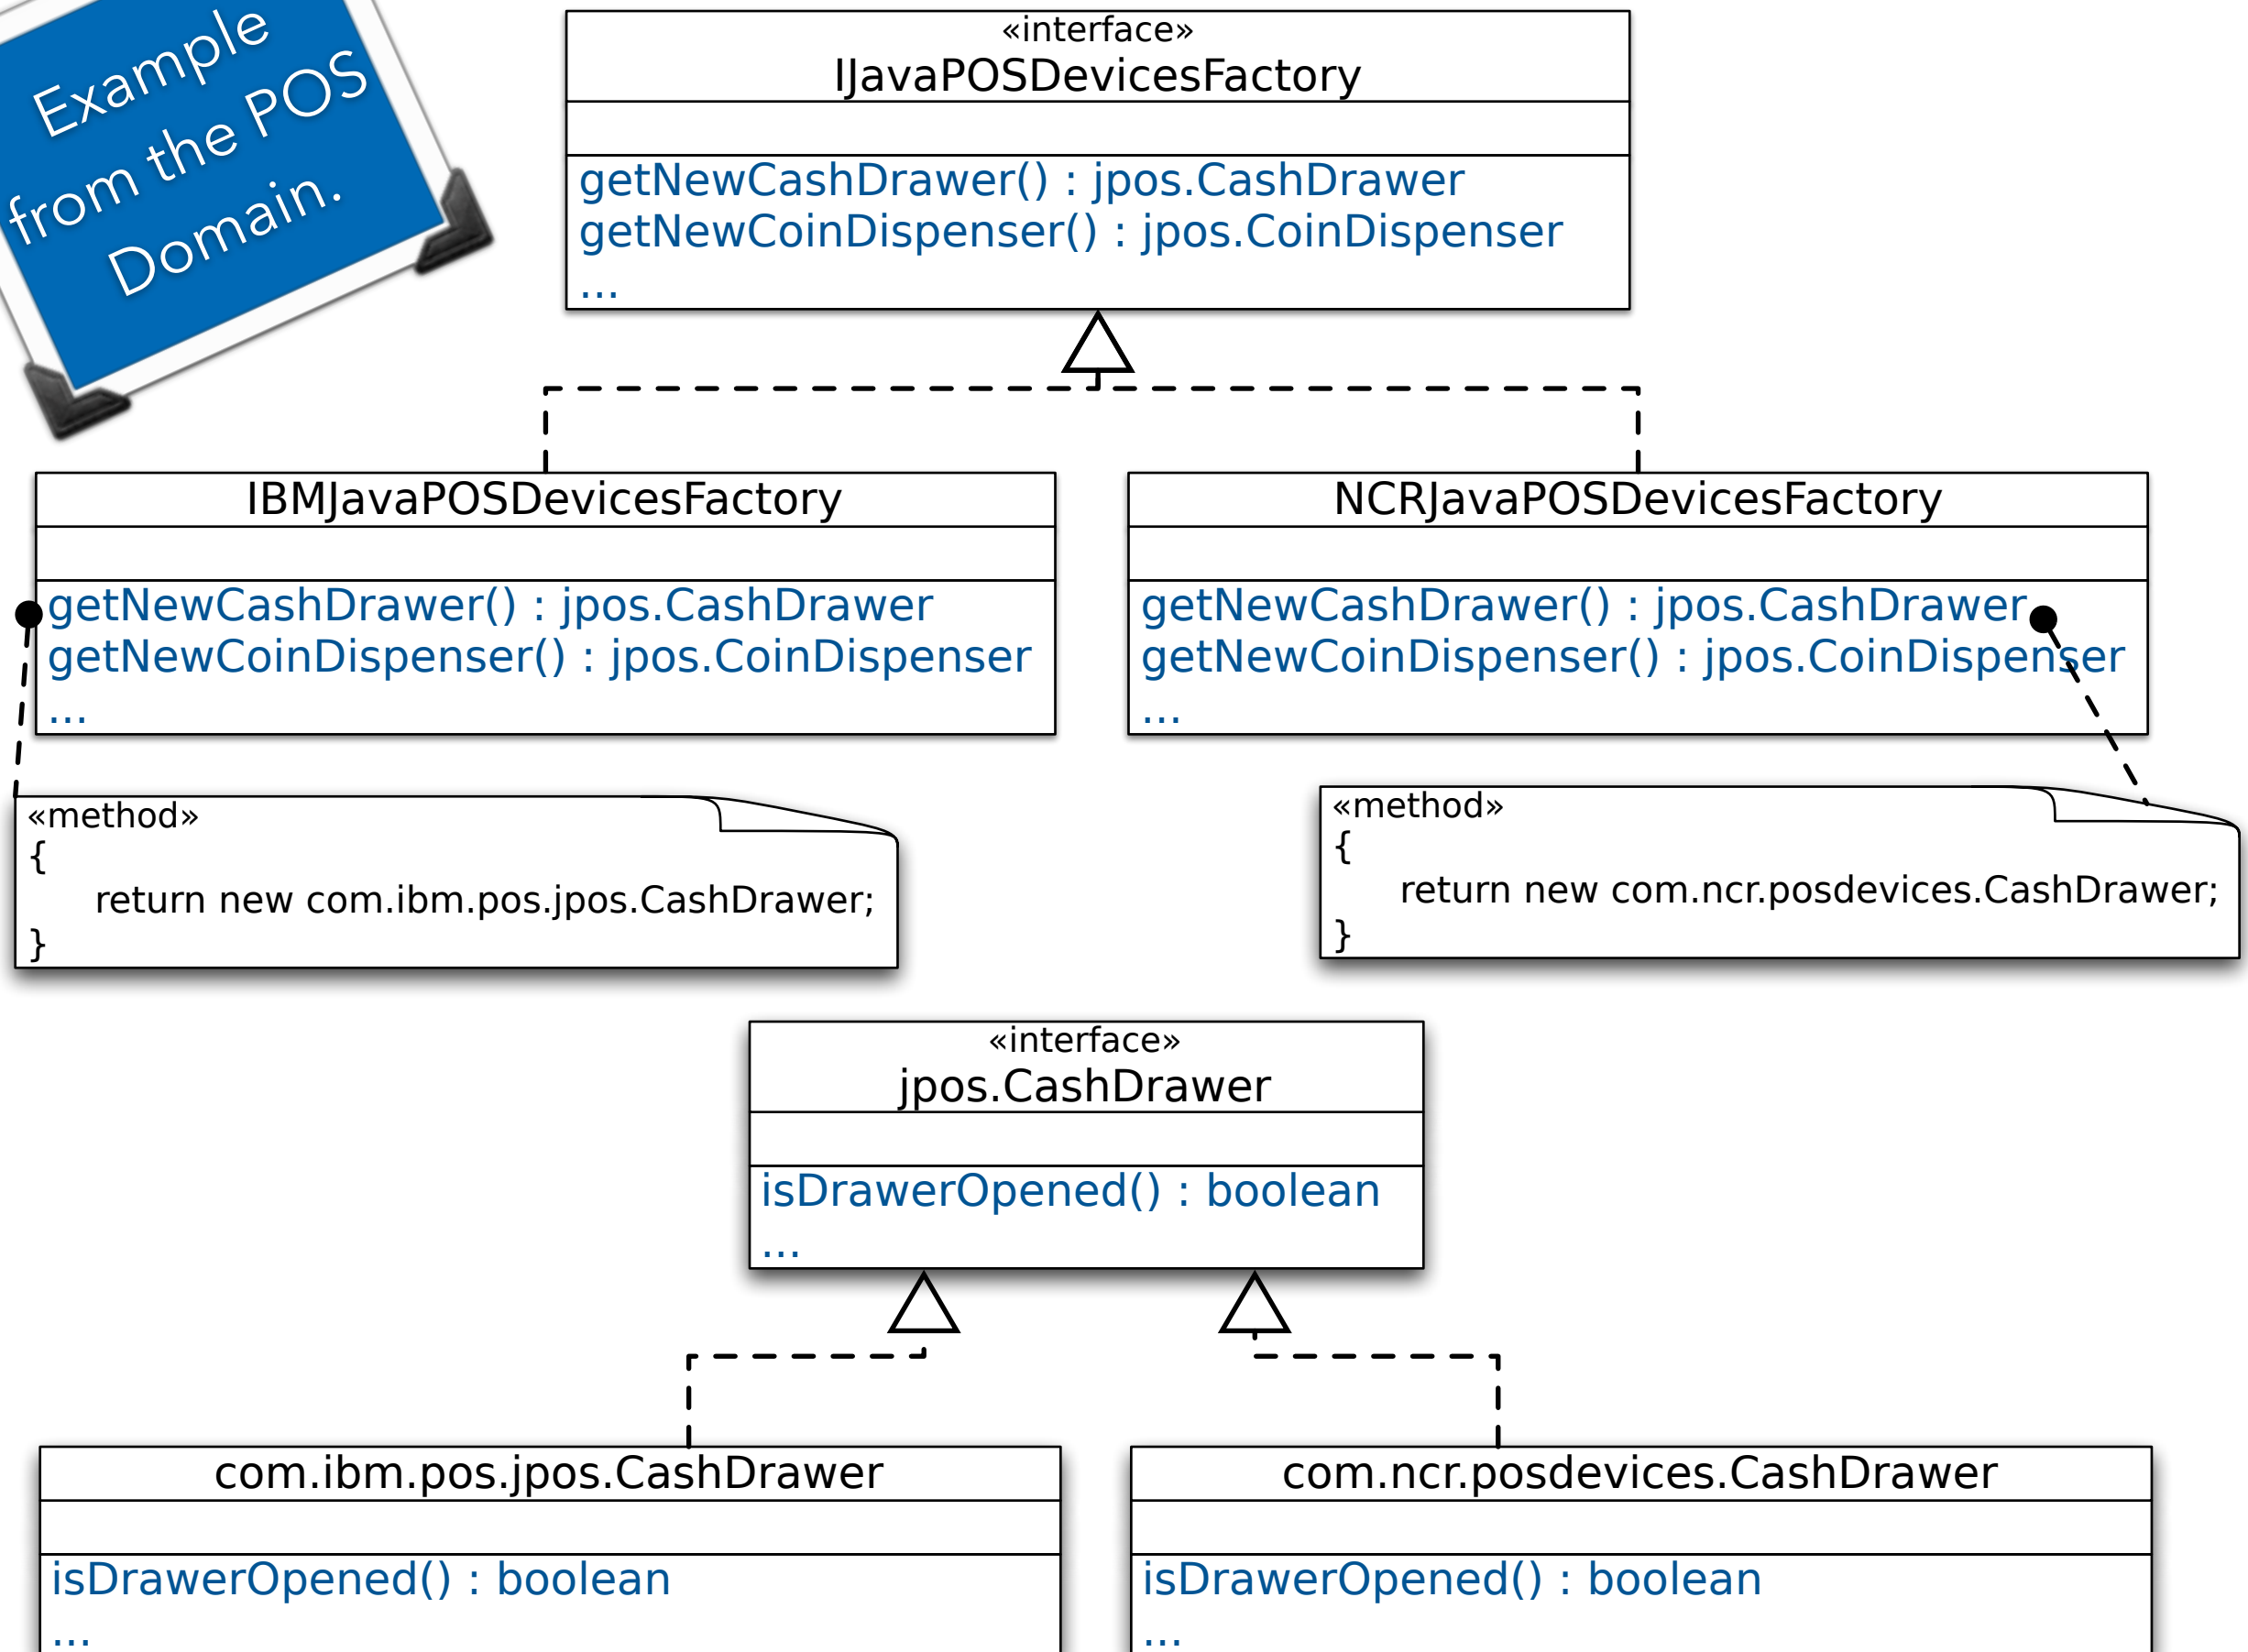 Example
from the POS
Domain.
«interface»
IJavaPOSDevicesFactory
getNewCashDrawer() : jpos.CashDrawer
getNewCoinDispenser() : jpos.CoinDispenser
...
IBMJavaPOSDevicesFactory
getNewCashDrawer() : jpos.CashDrawer
getNewCoinDispenser() : jpos.CoinDispenser
...
NCRJavaPOSDevicesFactory
getNewCashDrawer() : jpos.CashDrawer
getNewCoinDispenser() : jpos.CoinDispenser
...
«method»
{
return new com.ibm.pos.jpos.CashDrawer;
}
«method»
{
return new com.ncr.posdevices.CashDrawer;
}
«interface»
jpos.CashDrawer
isDrawerOpened() : boolean
...
com.ibm.pos.jpos.CashDrawer
isDrawerOpened() : boolean
...
com.ncr.posdevices.CashDrawer
isDrawerOpened() : boolean
...